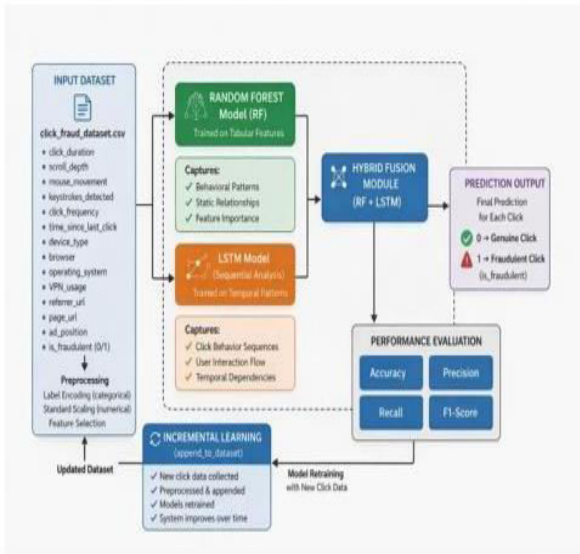 INPUT DATASET
click_fraud_dataset.csv
• click_duration
• scroll_depth
• mouse_movement
• keystrokes_detected
• click_frequency
• time_since_last_click
• device_type
• browser
• operating_system
• VPN_usage
• referrer_url
• page_url
• ad_position
• is_fraudulent (0/1)
Preprocessing
Label Encoding (categorical)
Standard Scaling (numerical)
Feature Selection
Updated Dataset
RANDOM FOREST
Model (RF)
Trained on Tabular Features
Captures:
✓ Behavioral Patterns
✓ Static Relationships
✓ Feature Importance
LSTM Model
(Sequential Analysis)
Trained on Temporal Patterns
Captures:
✓ Click Behavior Sequences
✓ User Interaction Flow
✓ Temporal Dependencies
HYBRID FUSION
MODULE
(RF + LSTM)
PREDICTION OUTPUT
Final Prediction
for Each Click
0 → Genuine Click
1 → Fraudulent Click
(is_fraudulent)
PERFORMANCE EVALUATION
Accuracy
Precision
Recall
F1-Score
INCREMENTAL LEARNING
(append_to_dataset)
✓ New click data collected
✓ Preprocessed & appended
✓ Models retrained
✓ System improves over time
Model Retraining
with New Click Data